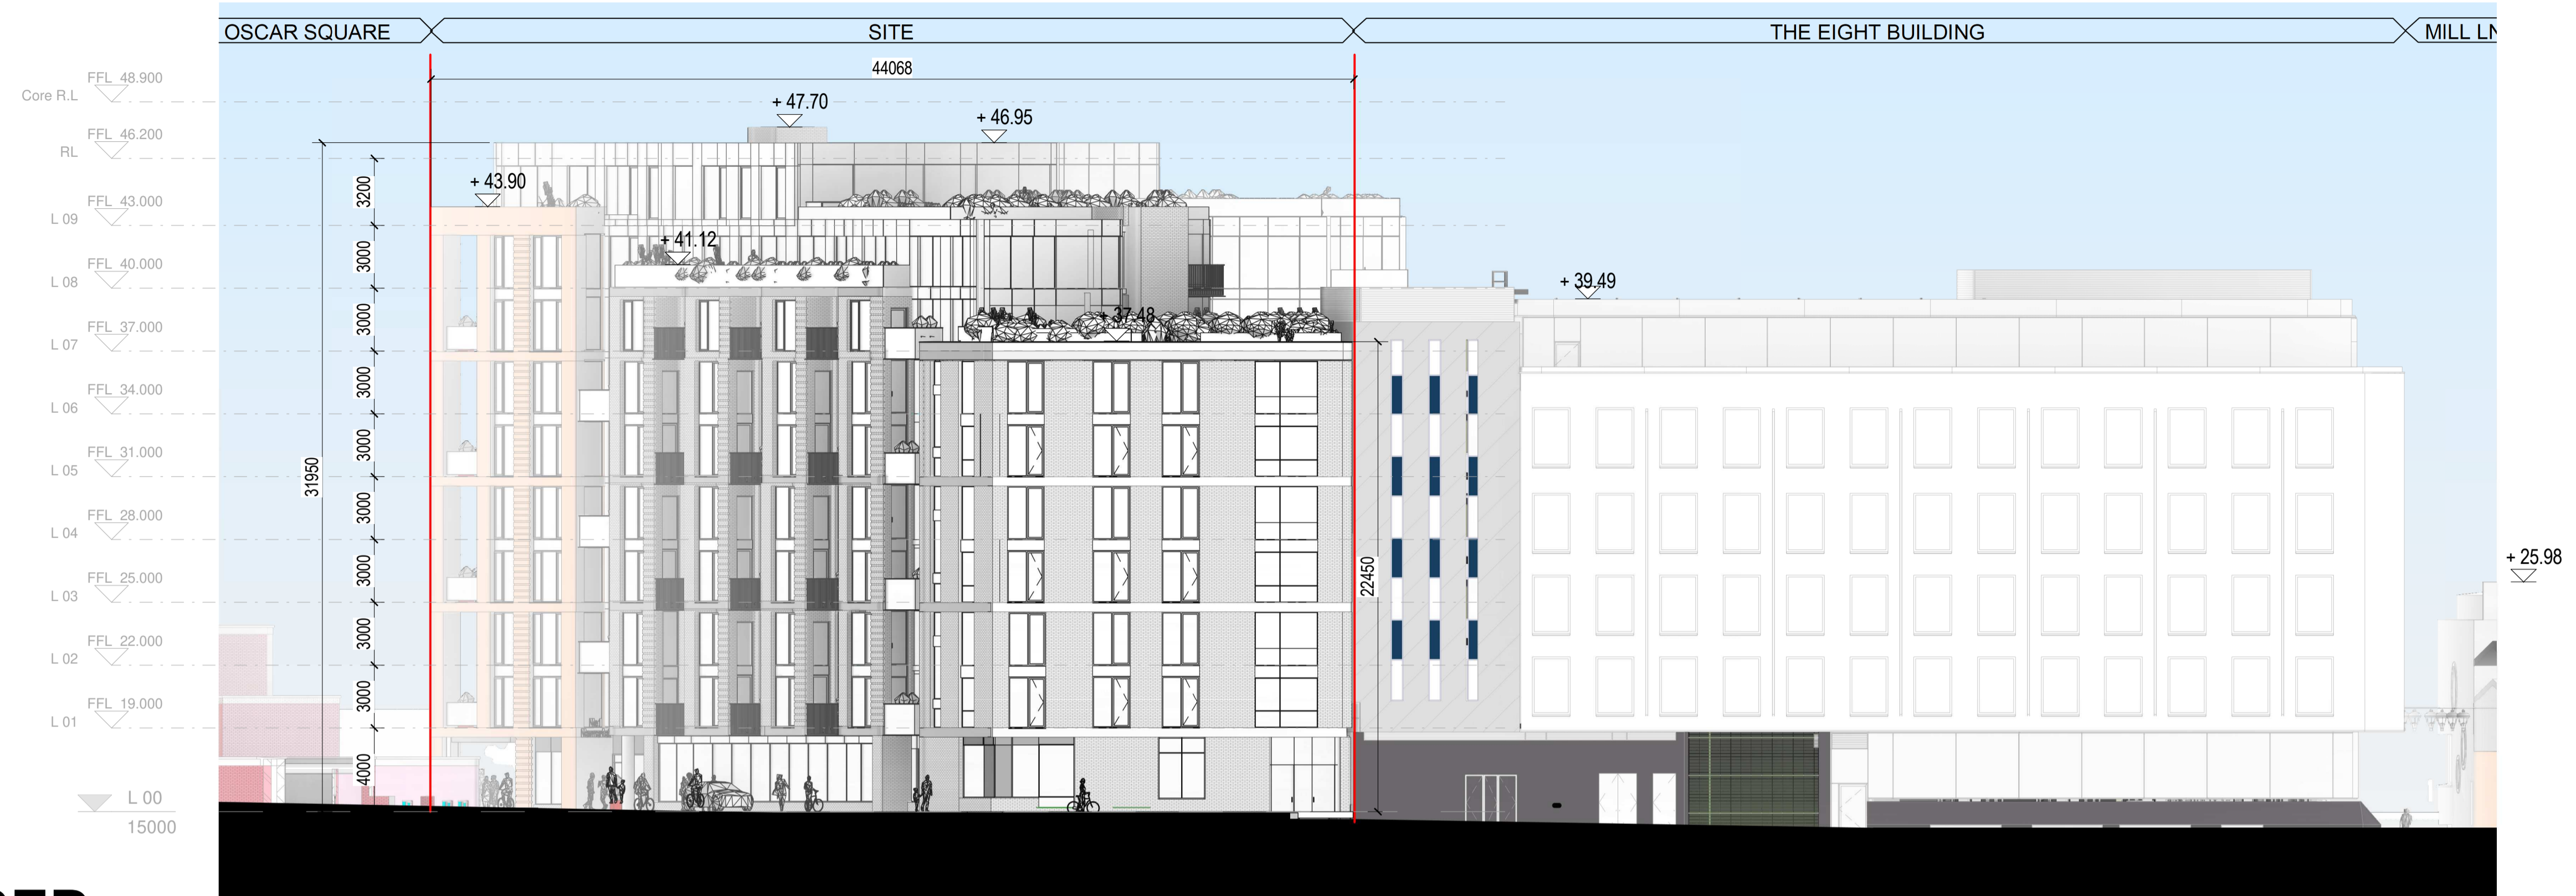 OSCAR SQUARE
SITE
THE EIGHT BUILDING
MILL LN
44068
FFL 48.900
Core R.L
+ 47.70
+ 46.95
FFL 46.200
RL
+ 43.90
3200
FFL 43.000
L 09
+ 41.12
3000
FFL 40.000
L 08
+ 39.49
3000
FFL 37.000
L 07
+ 37.48
3000
FFL 34.000
L 06
3000
FFL 31.000
L 05
31950
3000
FFL 28.000
L 04
3000
FFL 25.000
L 03
22450
+ 25.98
3000
FFL 22.000
L 02
3000
FFL 19.000
L 01
4000
L 00
15000